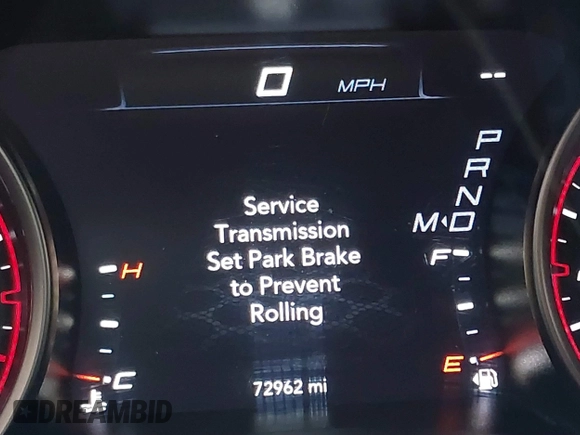 0 MPH --
P
R
N
M D
Service
Transmission
Set Park Brake
to Prevent
Rolling
H
F
C
E
72962 mi
DREAMBID